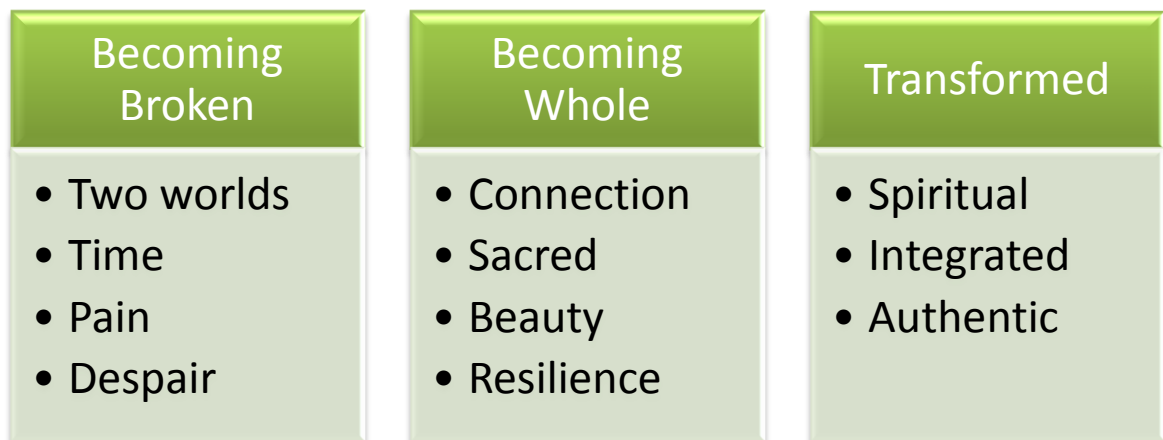 Becoming
Broken
• Two worlds
• Time
• Pain
• Despair
Becoming
Whole
• Connection
• Sacred
• Beauty
• Resilience
Transformed
• Spiritual
• Integrated
• Authentic